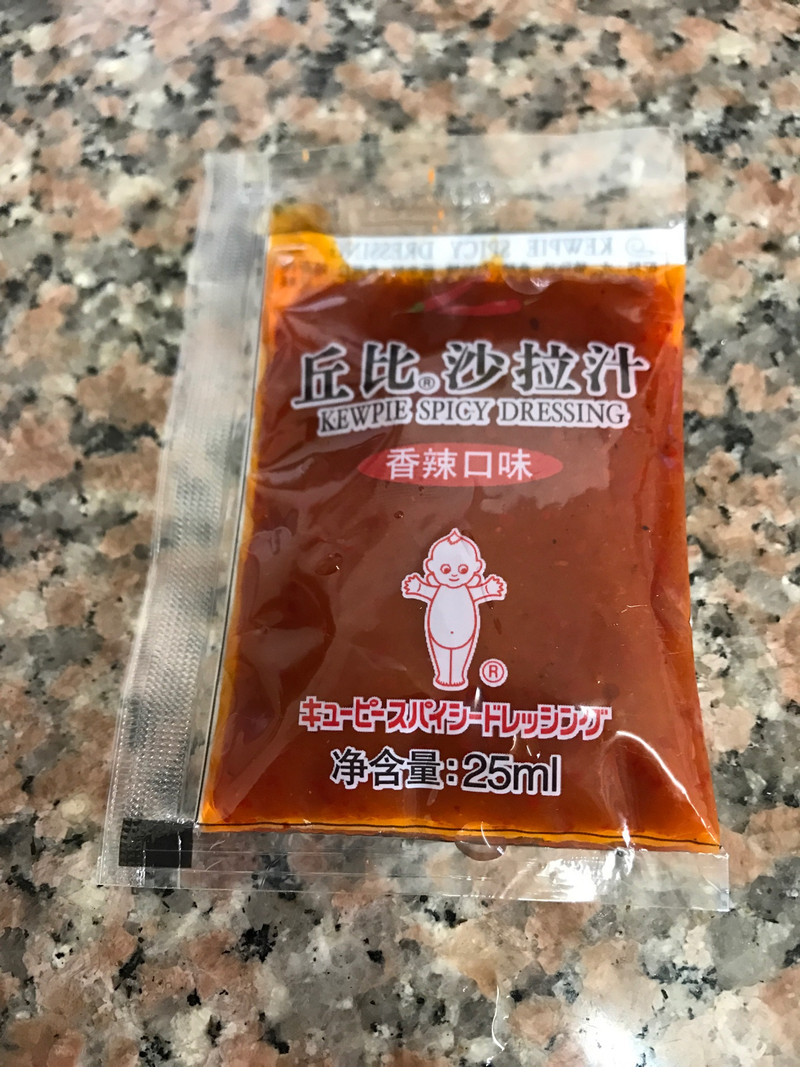 KEWPIE SPICY DRESSING
丘比®沙拉汁
KEWPIE SPICY DRESSING
香辣口味
®
キユーピースパイシードレッシング
净含量:25ml